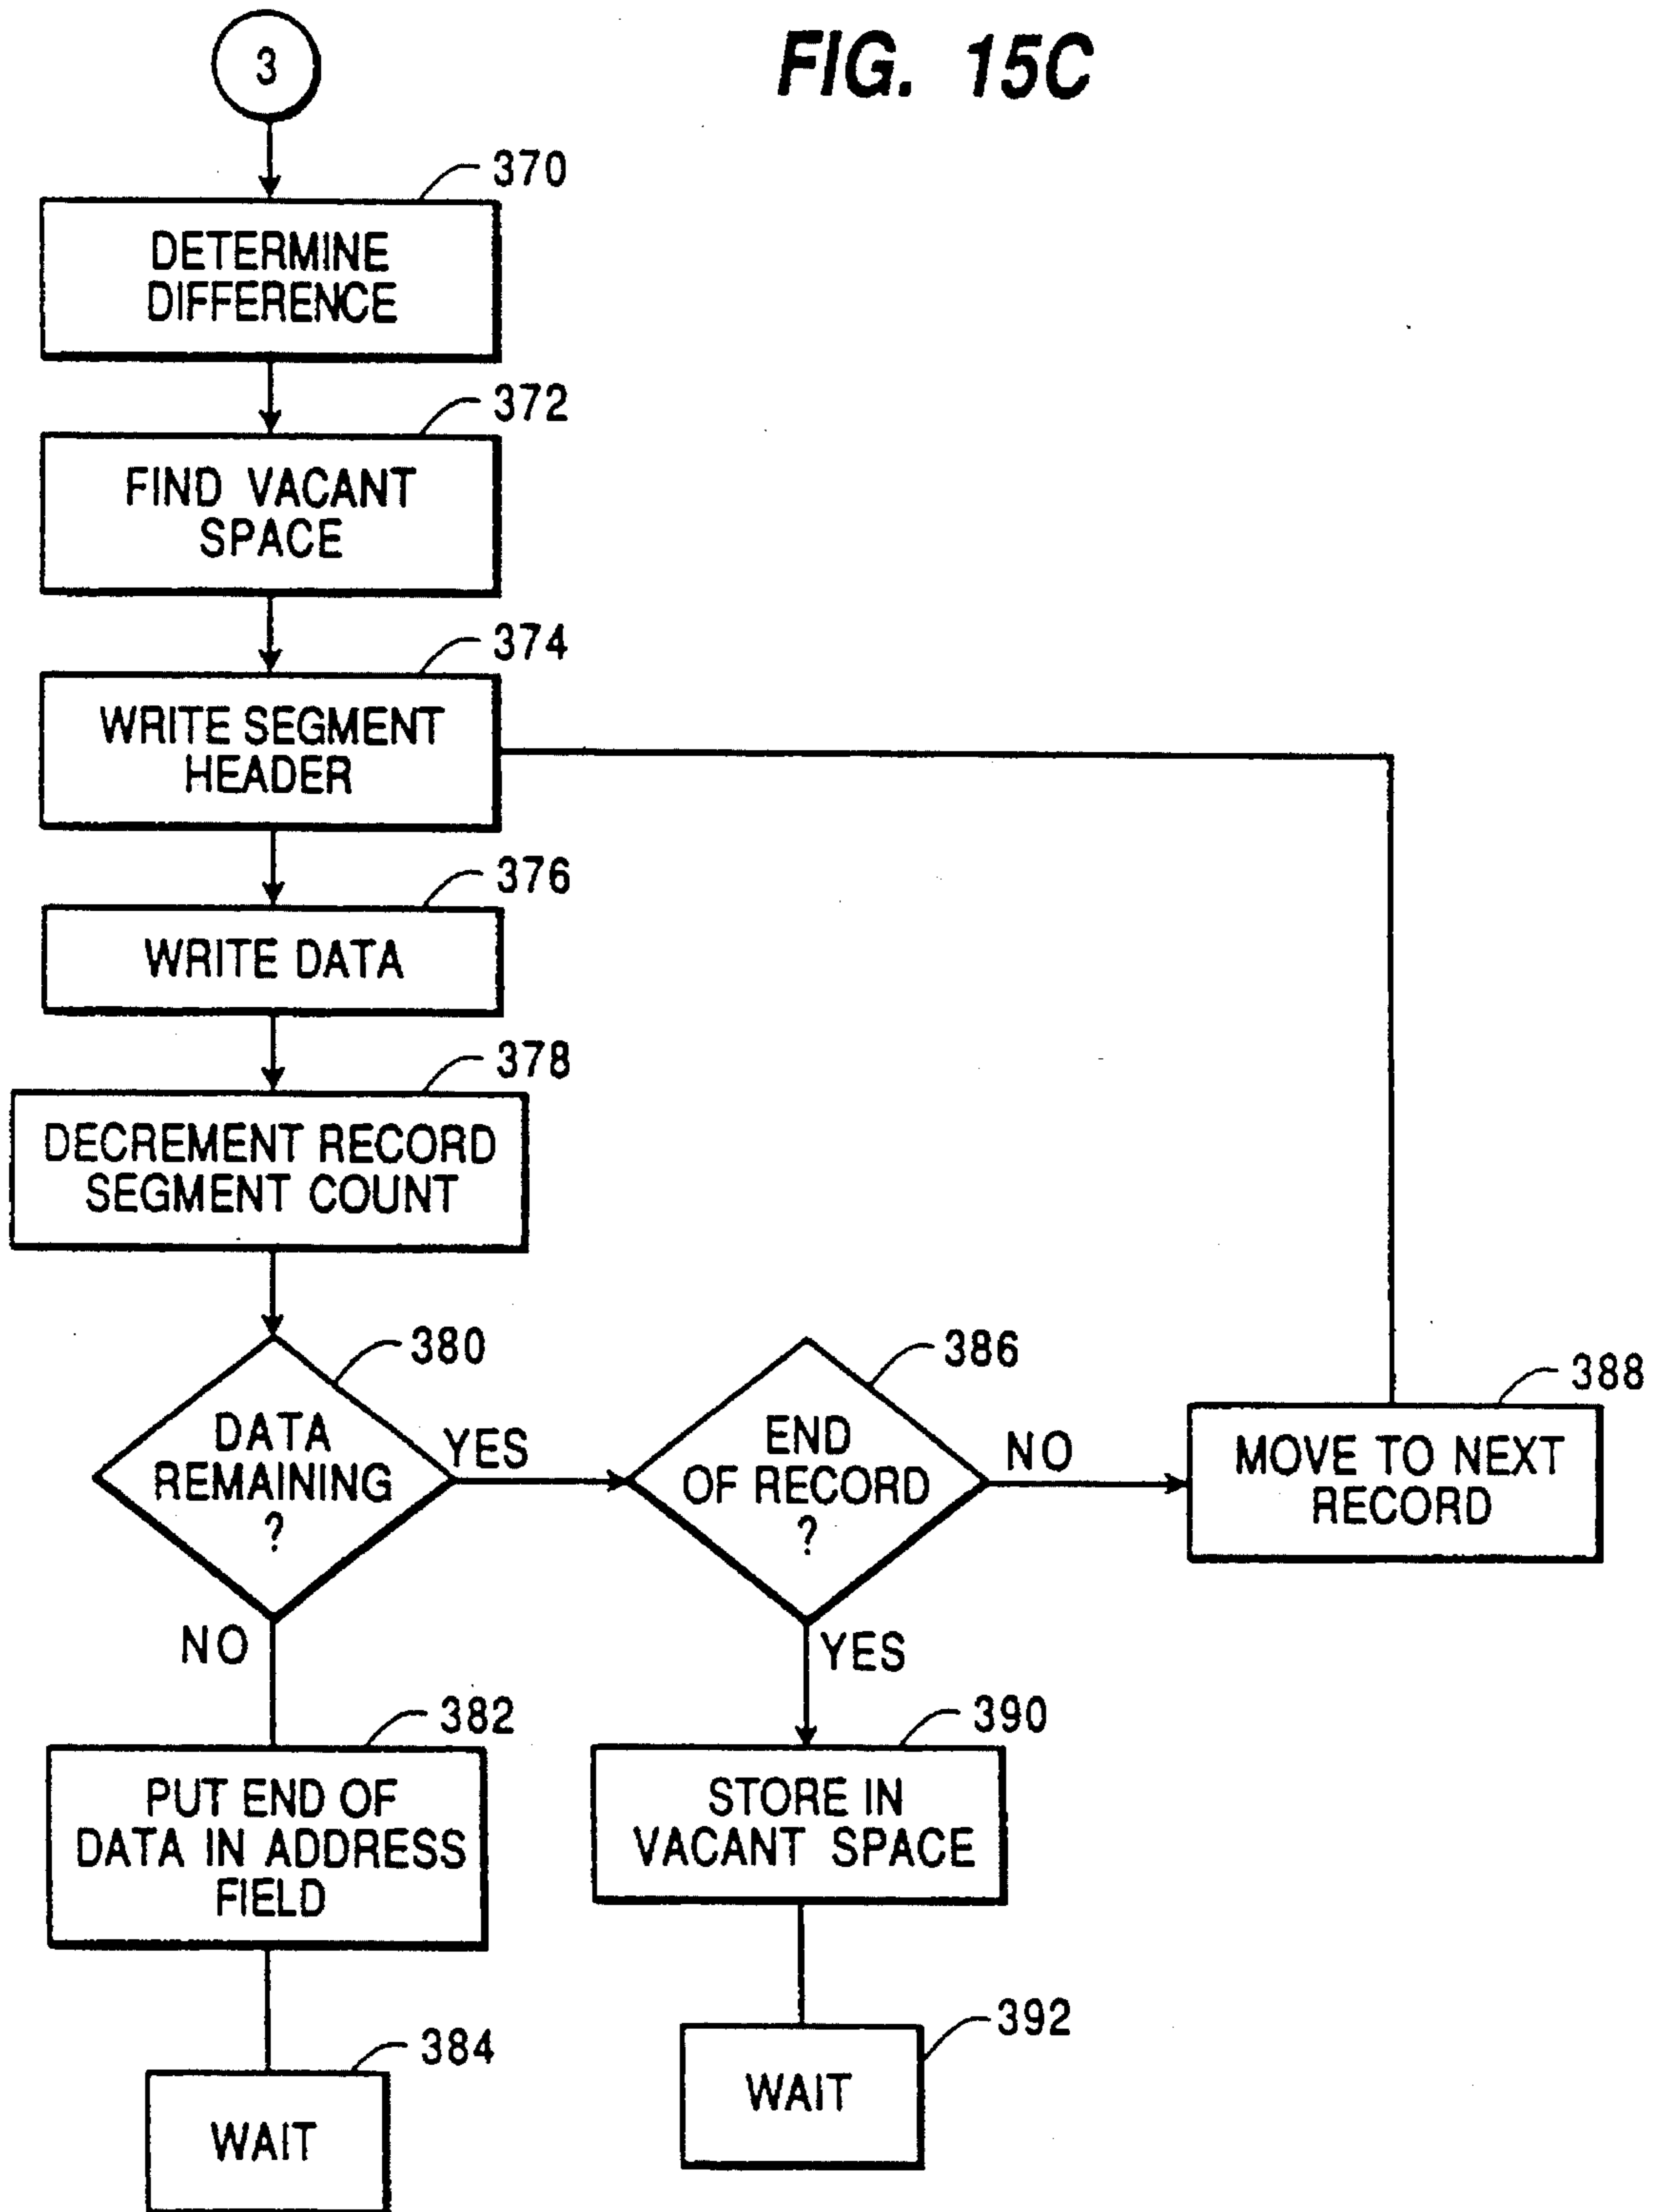 FIG. 15C
3
370
DETERMINE
DIFFERENCE
372
FIND VACANT
SPACE
374
WRITE SEGMENT
HEADER
376
WRITE DATA
378
DECREMENT RECORD
SEGMENT COUNT
380
DATA
REMAINING
?
YES
NO
386
END
OF RECORD
?
NO
YES
388
MOVE TO NEXT
RECORD
382
PUT END OF
DATA IN ADDRESS
FIELD
390
STORE IN
VACANT SPACE
384
WAIT
392
WAIT